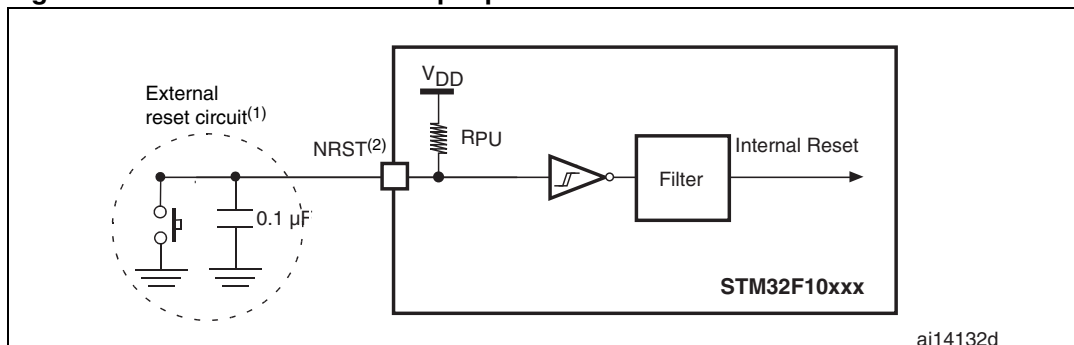 External
reset circuit(1)
NRST(2)
VDD
RPU
0.1 µF
Filter
Internal Reset
STM32F10xxx
ai14132d